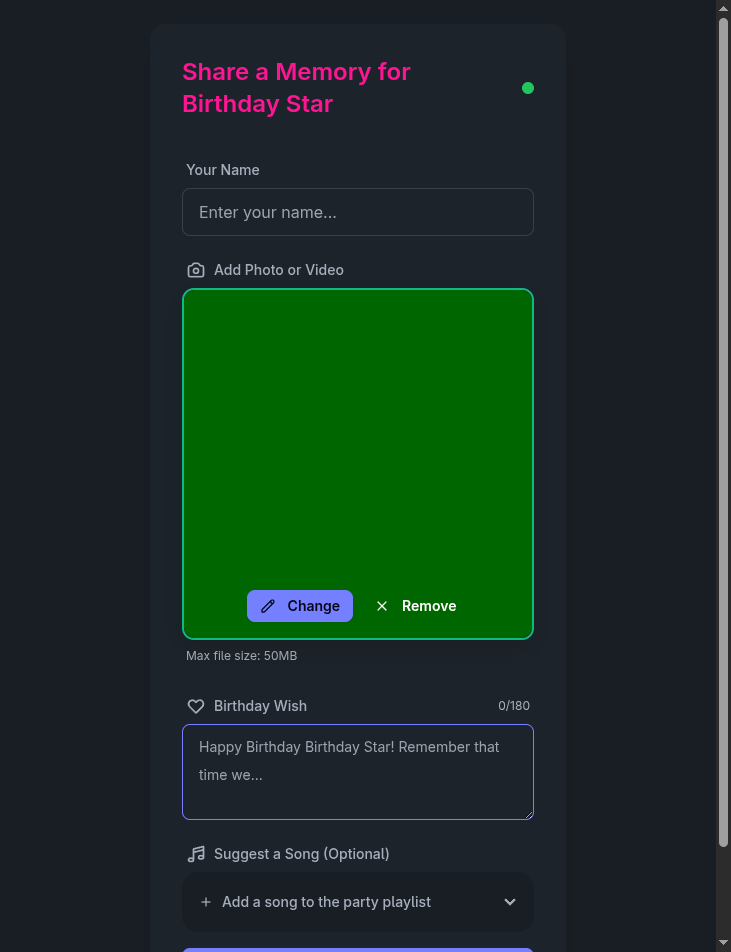 Share a Memory for
Birthday Star
Your Name
Enter your name...
Add Photo or Video
Change
Remove
Max file size: 50MB
Birthday Wish
0/180
Happy Birthday Birthday Star! Remember that
time we...
Suggest a Song (Optional)
Add a song to the party playlist